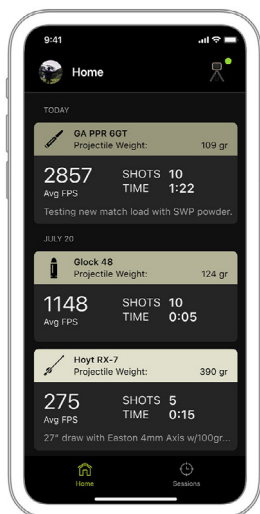 9:41
Home
TODAY
GA PPR 6GT
Projectile Weight: 109 gr
2857 SHOTS 10
Avg FPS TIME 1:22
Testing new match load with SWP powder.
JULY 20
Glock 48
Projectile Weight: 124 gr
1148 SHOTS 10
Avg FPS TIME 0:05
Hoyt RX-7
Projectile Weight: 390 gr
275 SHOTS 5
Avg FPS TIME 0:15
27" draw with Easton 4mm Axis w/100gr...
Home Sessions